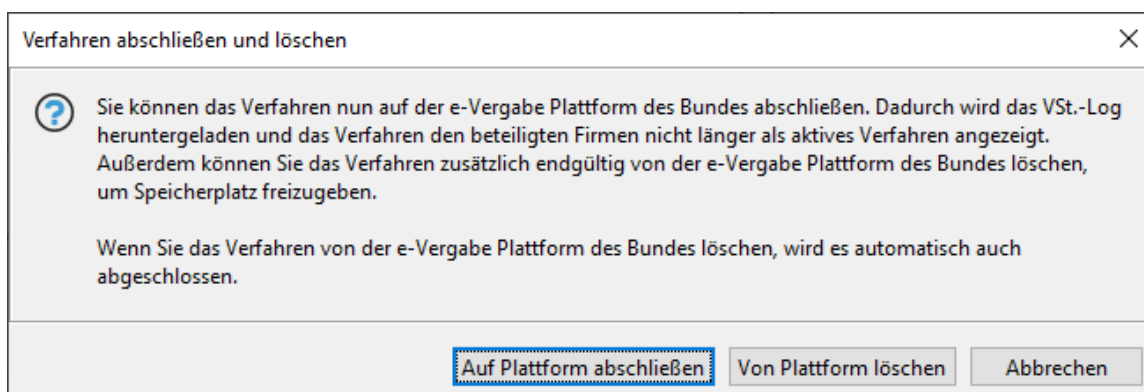 Verfahren abschließen und löschen
Sie können das Verfahren nun auf der e-Vergabe Plattform des Bundes abschließen. Dadurch wird das VSt.-Log
heruntergeladen und das Verfahren den beteiligten Firmen nicht länger als aktives Verfahren angezeigt.
Außerdem können Sie das Verfahren zusätzlich endgültig von der e-Vergabe Plattform des Bundes löschen,
um Speicherplatz freizugeben.
Wenn Sie das Verfahren von der e-Vergabe Plattform des Bundes löschen, wird es automatisch auch
abgeschlossen.
Auf Plattform abschließen Von Plattform löschen Abbrechen